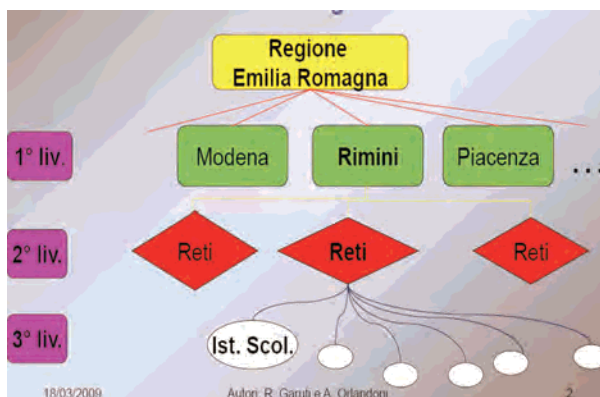 Regione
Emilia Romagna
1° liv.
Modena
Rimini
Piacenza
...
2° liv.
Reti
Reti
Reti
3° liv.
Ist. Scol.
18/03/2009
Autori: R. Garuti e A. Orlandoni
2